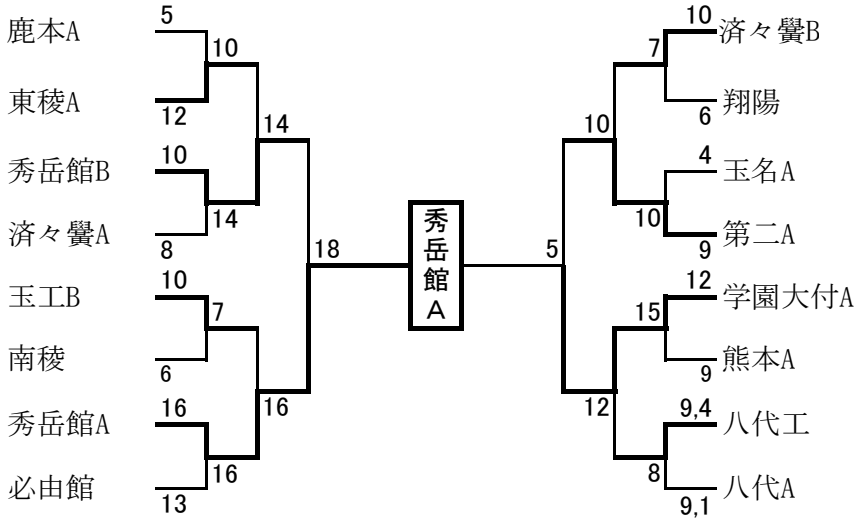 鹿本A
5
10
東稜A
12
14
秀岳館B
10
14
済々黌A
8
18
玉工B
10
7
南稜
6
16
秀岳館A
16
16
必由館
13
秀岳館A
5
10
済々黌B
7
6
翔陽
10
4
玉名A
10
9
第二A
12
学園大付A
15
9
熊本A
12
9,4
八代工
8
9,1
八代A